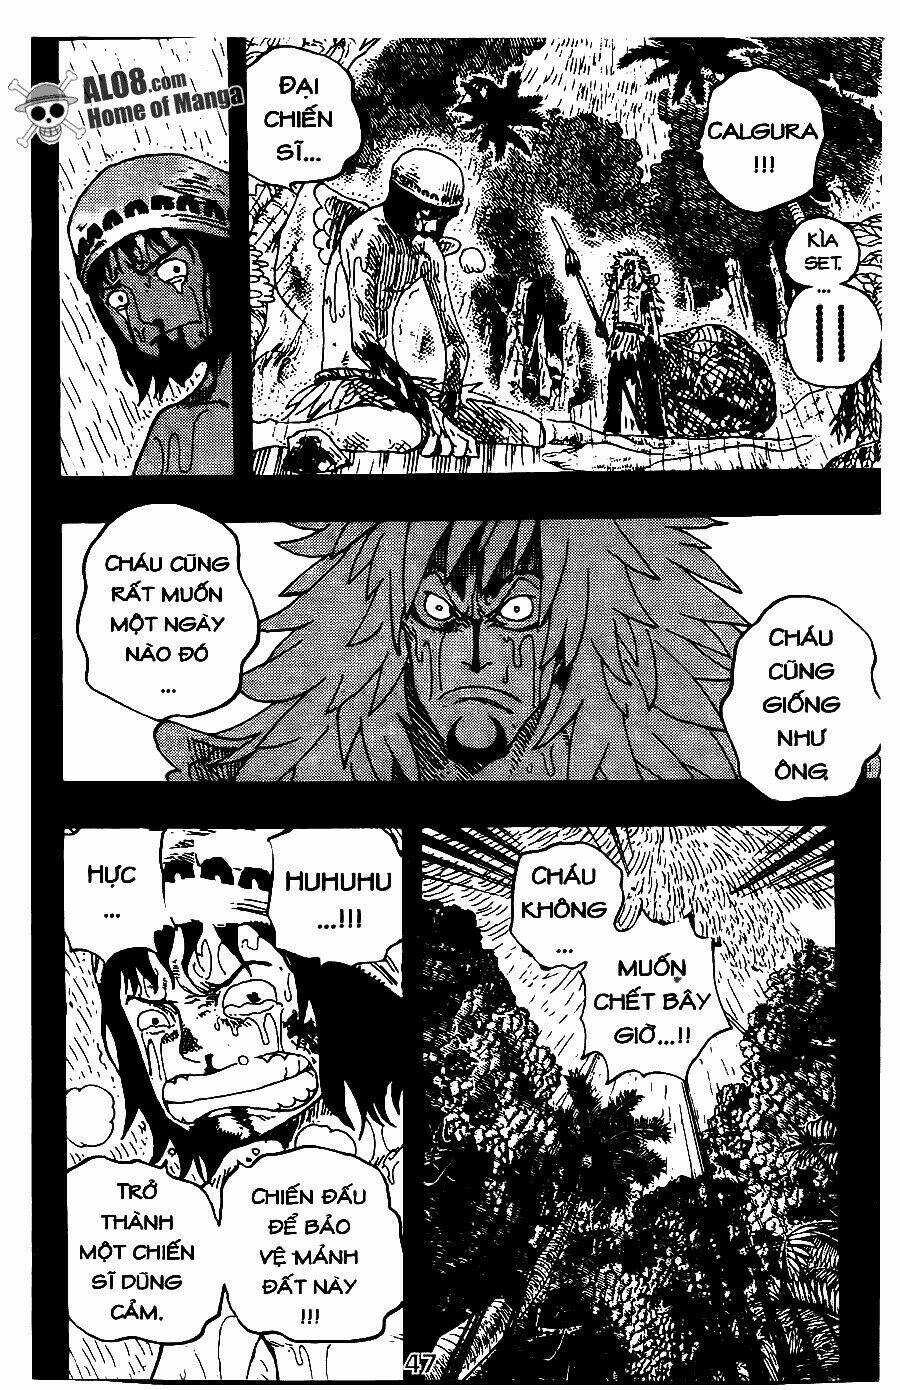 AL08.com
Home of Manga
CALGURA
!!!
ĐẠI
CHIẾN
SĨ...
KÌA
SET.
...
!!
CHÁU
CŨNG
GIỐNG
NHƯ
ÔNG.
CHÁU CŨNG
RẤT MUỐN
MỘT NGÀY
NÀO ĐÓ
...
CHÁU
KHÔNG
...
MUỐN
CHẾT BÂY
GIỜ...!!
HUHUHU
...!!!
HỰC
...
CHIẾN ĐẤU
ĐỂ BẢO
VỆ MẢNH
ĐẤT NÀY
!!!
TRỞ
THÀNH
MỘT CHIẾN
SĨ DŨNG
CẢM.
47